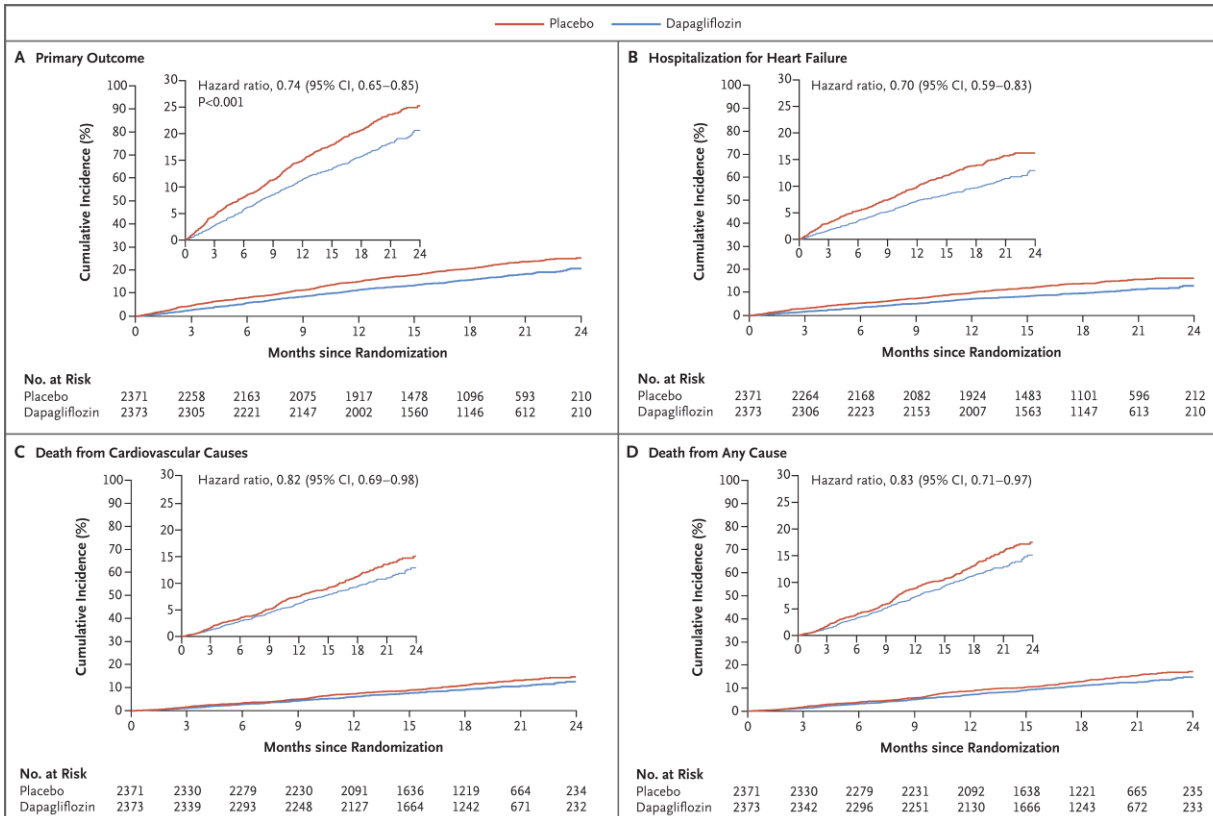 Placebo Dapagliflozin
A Primary Outcome
Hazard ratio, 0.74 (95% CI, 0.65–0.85)
P<0.001
Cumulative Incidence (%)
100
90
80
70
60
50
40
30
20
10
0
30
25
20
15
10
5
0
0 3 6 9 12 15 18 21 24
0 3 6 9 12 15 18 21 24
Months since Randomization
No. at Risk
Placebo 2371 2258 2163 2075 1917 1478 1096 593 210
Dapagliflozin 2373 2305 2221 2147 2002 1560 1146 612 210
B Hospitalization for Heart Failure
Hazard ratio, 0.70 (95% CI, 0.59–0.83)
Cumulative Incidence (%)
100
90
80
70
60
50
40
30
20
10
0
30
25
20
15
10
5
0
0 3 6 9 12 15 18 21 24
0 3 6 9 12 15 18 21 24
Months since Randomization
No. at Risk
Placebo 2371 2264 2168 2082 1924 1483 1101 596 212
Dapagliflozin 2373 2306 2223 2153 2007 1563 1147 613 210
C Death from Cardiovascular Causes
Hazard ratio, 0.82 (95% CI, 0.69–0.98)
Cumulative Incidence (%)
100
90
80
70
60
50
40
30
20
10
0
30
25
20
15
10
5
0
0 3 6 9 12 15 18 21 24
0 3 6 9 12 15 18 21 24
Months since Randomization
No. at Risk
Placebo 2371 2330 2279 2230 2091 1636 1219 664 234
Dapagliflozin 2373 2339 2293 2248 2127 1664 1242 671 232
D Death from Any Cause
Hazard ratio, 0.83 (95% CI, 0.71–0.97)
Cumulative Incidence (%)
100
90
80
70
60
50
40
30
20
10
0
30
25
20
15
10
5
0
0 3 6 9 12 15 18 21 24
0 3 6 9 12 15 18 21 24
Months since Randomization
No. at Risk
Placebo 2371 2330 2279 2231 2092 1638 1221 665 235
Dapagliflozin 2373 2342 2296 2251 2130 1666 1243 672 233